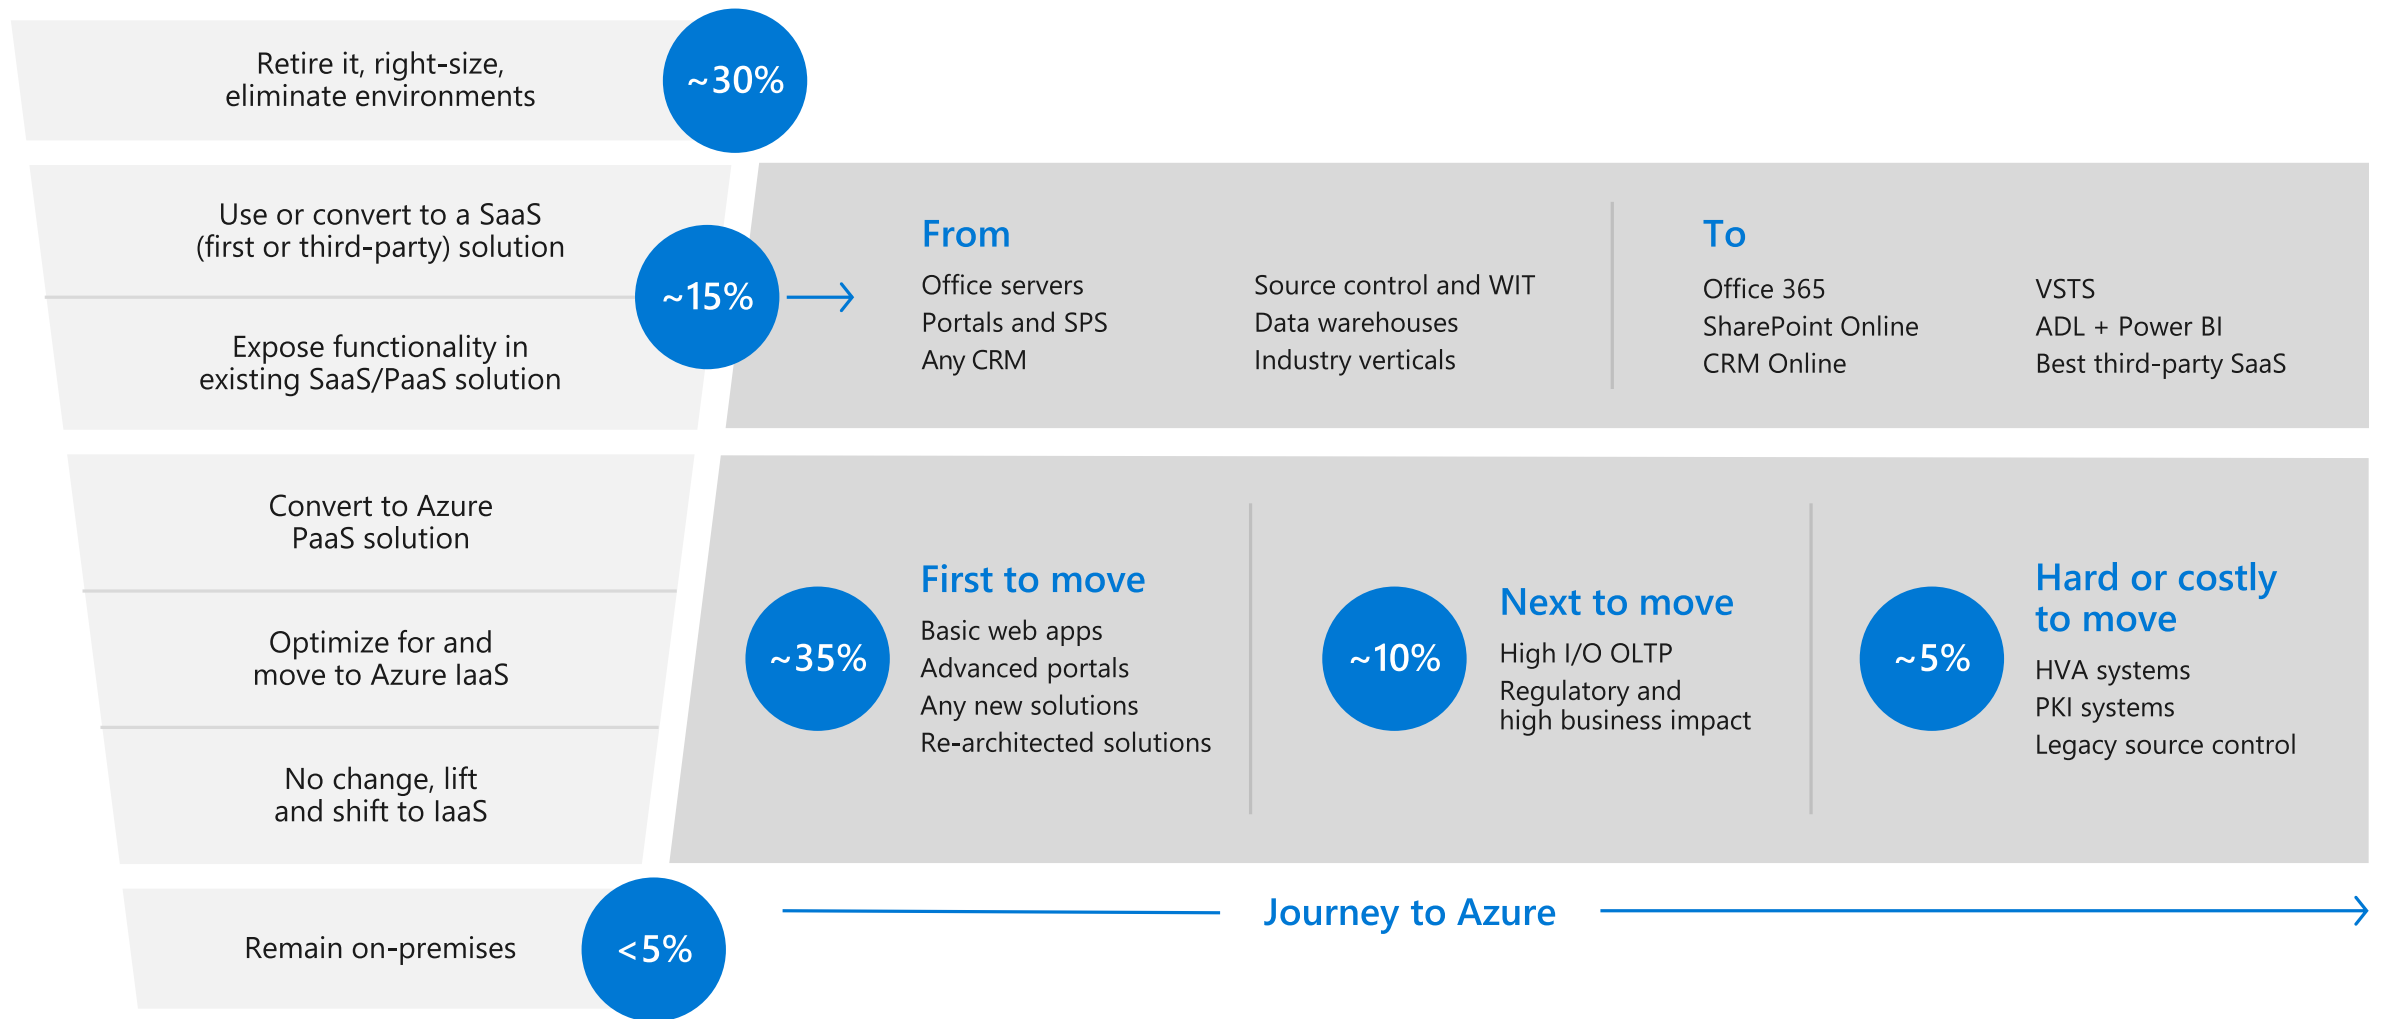 Retire it, right-size,
eliminate environments
~30%
Use or convert to a SaaS
(first or third-party) solution
Expose functionality in
existing SaaS/PaaS solution
~15%
From
Office servers
Portals and SPS
Any CRM
Source control and WIT
Data warehouses
Industry verticals
To
Office 365
SharePoint Online
CRM Online
VSTS
ADL + Power BI
Best third-party SaaS
Convert to Azure
PaaS solution
Optimize for and
move to Azure IaaS
No change, lift
and shift to IaaS
~35%
First to move
Basic web apps
Advanced portals
Any new solutions
Re-architected solutions
~10%
Next to move
High I/O OLTP
Regulatory and
high business impact
~5%
Hard or costly
to move
HVA systems
PKI systems
Legacy source control
Remain on-premises
<5%
Journey to Azure